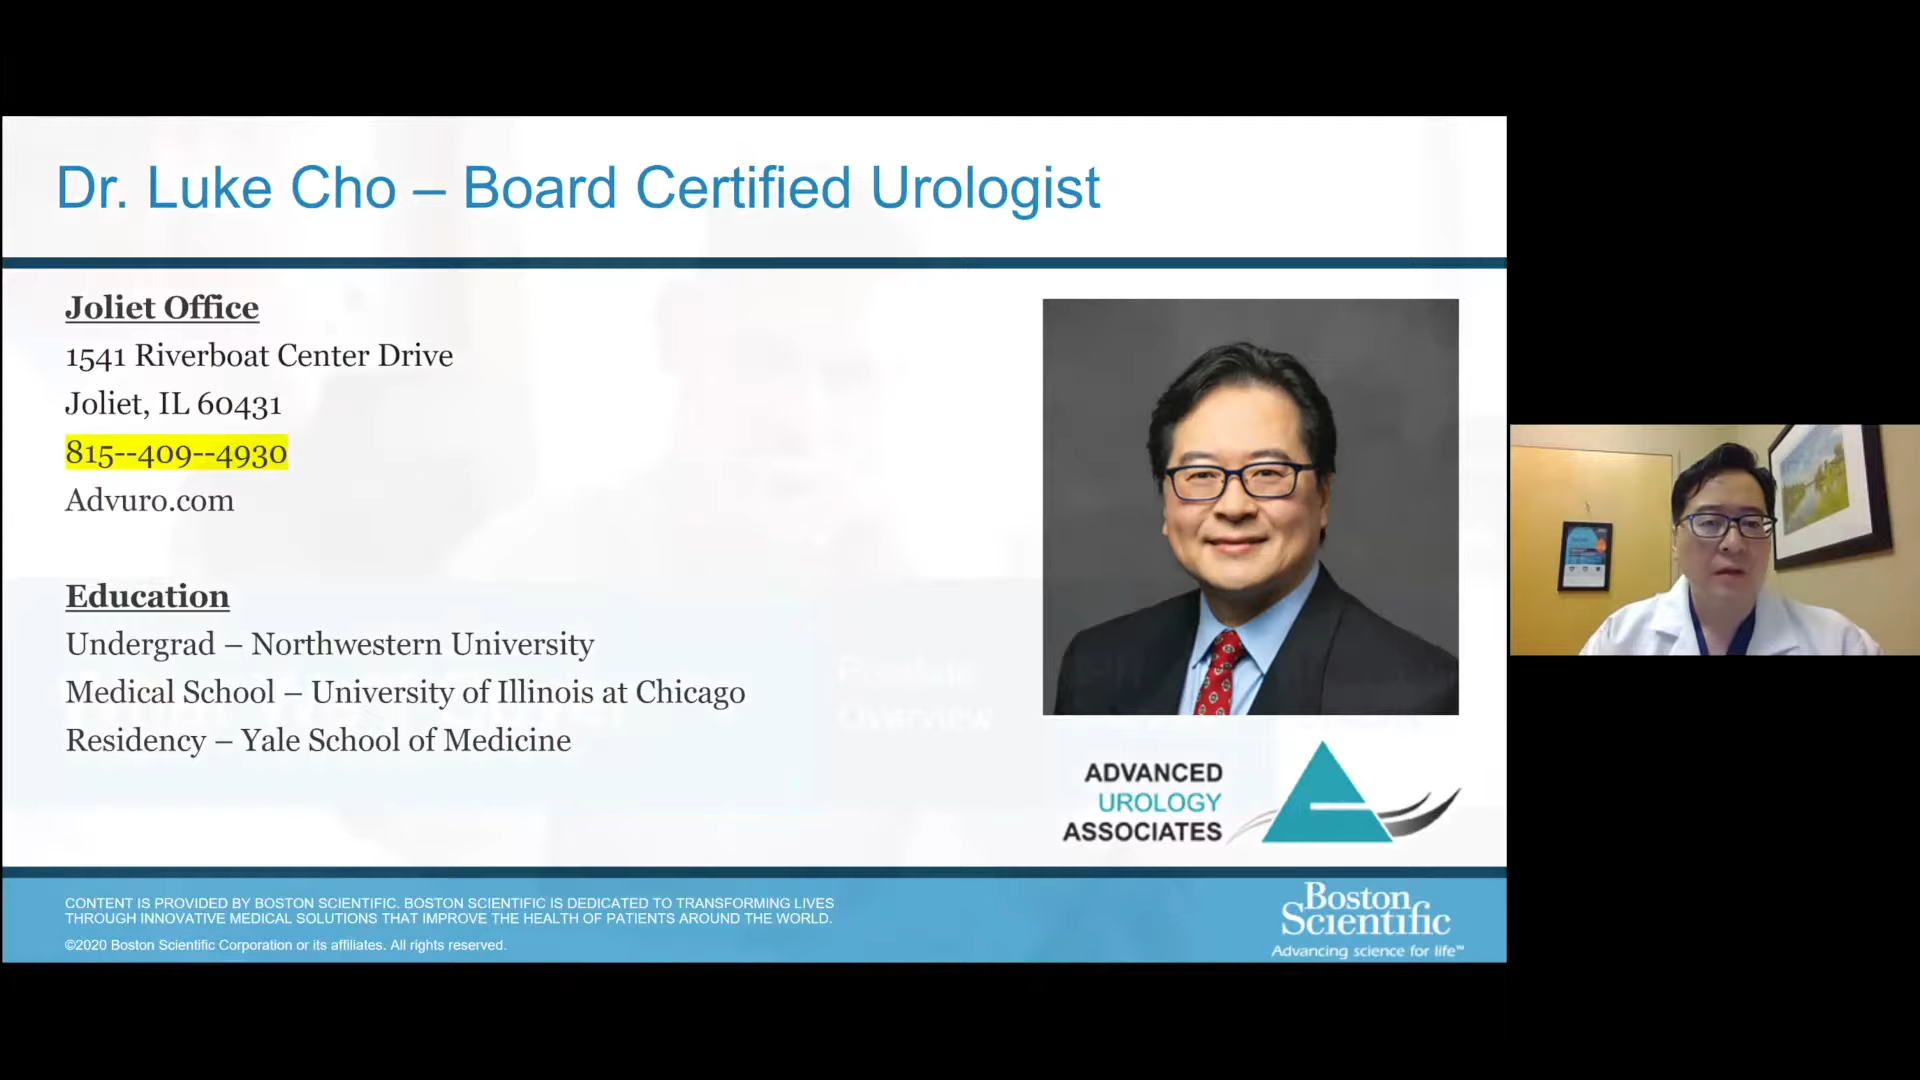 Dr. Luke Cho – Board Certified Urologist
Joliet Office
1541 Riverboat Center Drive
Joliet, IL 60431
815--409--4930
Advuro.com
Education
Undergrad – Northwestern University
Medical School – University of Illinois at Chicago
Residency – Yale School of Medicine
ADVANCED
UROLOGY
ASSOCIATES
CONTENT IS PROVIDED BY BOSTON SCIENTIFIC. BOSTON SCIENTIFIC IS DEDICATED TO TRANSFORMING LIVES
THROUGH INNOVATIVE MEDICAL SOLUTIONS THAT IMPROVE THE HEALTH OF PATIENTS AROUND THE WORLD.
©2020 Boston Scientific Corporation or its affiliates. All rights reserved.
Boston
Scientific
Advancing science for life™